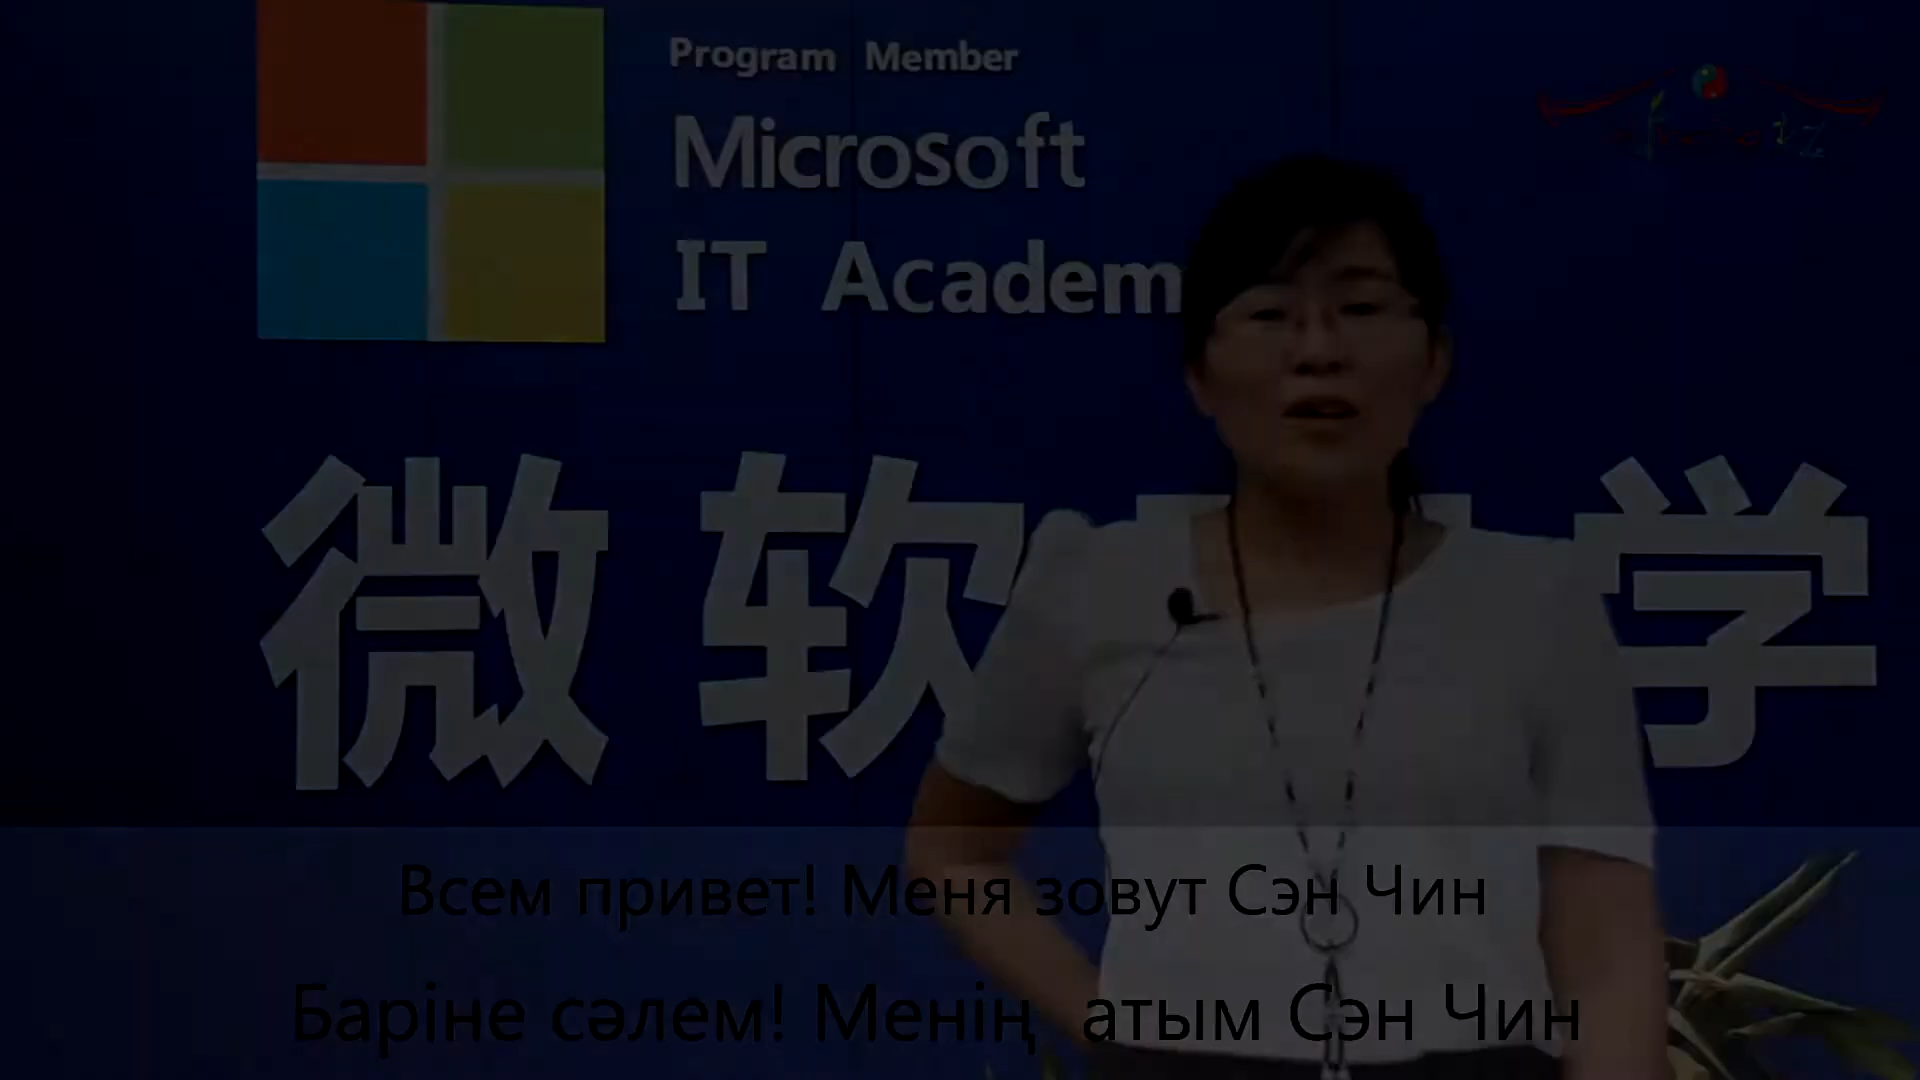 Program Member
Microsoft
IT Academ
微软 学
Всем привет! Меня зовут Сэн Чин
Баріне сәлем! Менің атым Сэн Чин